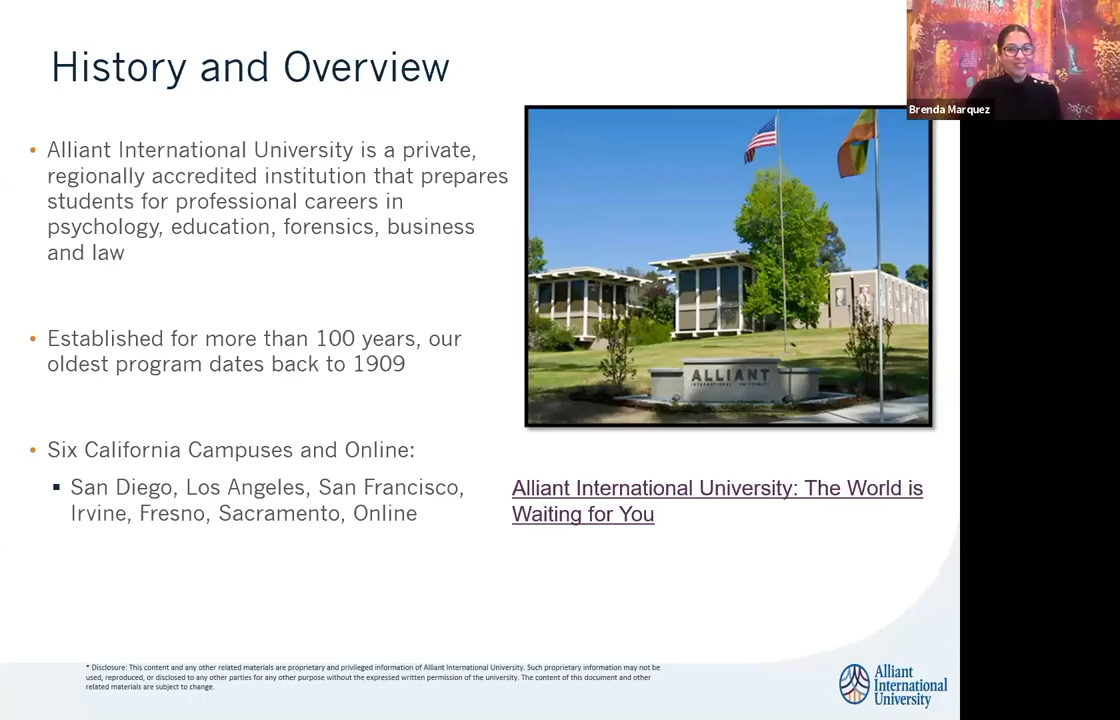 History and Overview
Brenda Marquez
• Alliant International University is a private,
regionally accredited institution that prepares
students for professional careers in
psychology, education, forensics, business
and law
• Established for more than 100 years, our
oldest program dates back to 1909
ALLIANT
INTERNATIONAL UNIVERSITY
• Six California Campuses and Online:
▪ San Diego, Los Angeles, San Francisco,
Irvine, Fresno, Sacramento, Online
Alliant International University: The World is
Waiting for You
* Disclosure: This content and any other related materials are proprietary and privileged information of Alliant International University. Such proprietary information may not be
used, reproduced, or disclosed to any other parties for any other purpose without the expressed written permission of the university. The content of this document and other
related materials are subject to change.
Alliant
International
University